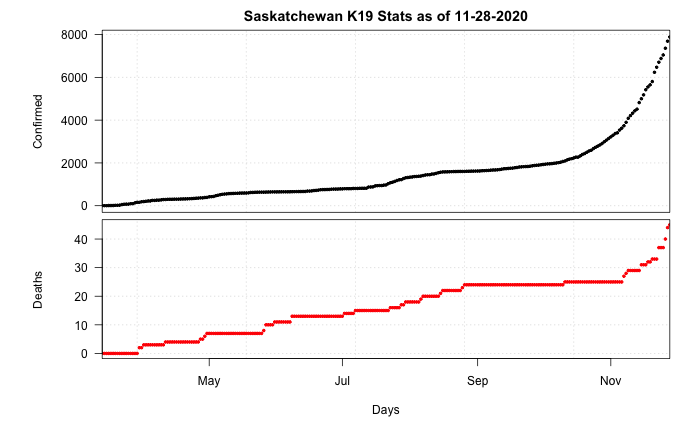 Saskatchewan K19 Stats as of 11-28-2020
8000
6000
4000
2000
0
Confirmed
40
30
20
10
0
Deaths
May Jul Sep Nov
Days